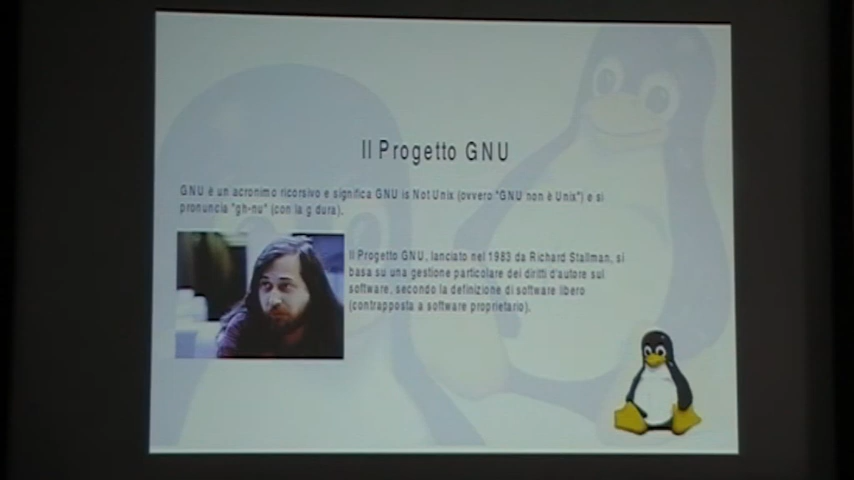 Il Progetto GNU
GNU è un acronimo ricorsivo e significa GNU is Not Unix (ovvero "GNU non è Unix") e si
pronuncia "gh-nu" (con la g dura).
Il Progetto GNU, lanciato nel 1983 da Richard Stallman, si
basa su una gestione particolare dei diritti d'autore sul
software, secondo la definizione di software libero
(contrapposta a software proprietario).